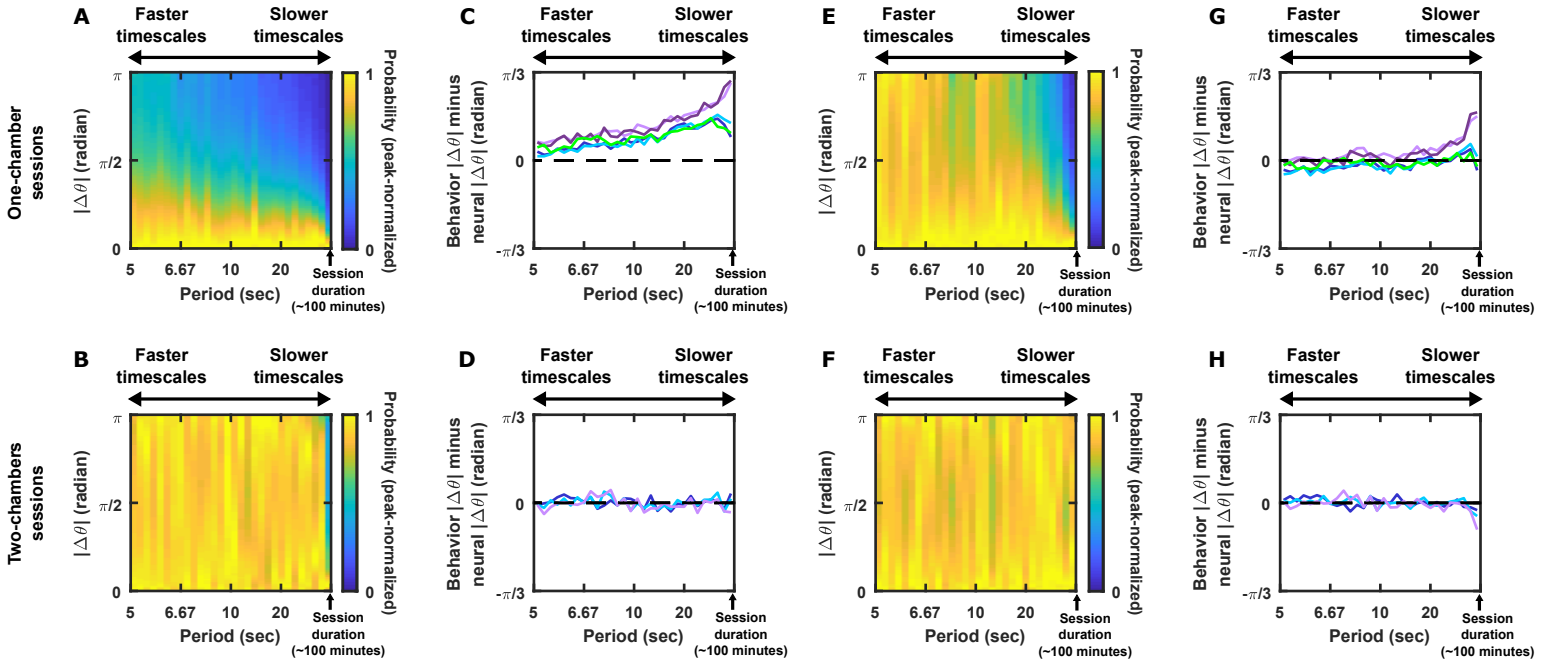 One-chamber
sessions
A
Faster
timescales
Slower
timescales
|Δθ| (radian)
π
π/2
0
5
6.67
10
20
Period (sec)
Session
duration
(~100 minutes)
1
0
Probability (peak-normalized)
C
Faster
timescales
Slower
timescales
Behavior |Δθ| minus
neural |Δθ| (radian)
π/3
0
-π/3
5
6.67
10
20
Period (sec)
Session
duration
(~100 minutes)
E
Faster
timescales
Slower
timescales
|Δθ| (radian)
π
π/2
0
5
6.67
10
20
Period (sec)
Session
duration
(~100 minutes)
1
0
Probability (peak-normalized)
G
Faster
timescales
Slower
timescales
Behavior |Δθ| minus
neural |Δθ| (radian)
π/3
0
-π/3
5
6.67
10
20
Period (sec)
Session
duration
(~100 minutes)
Two-chambers
sessions
B
Faster
timescales
Slower
timescales
|Δθ| (radian)
π
π/2
0
5
6.67
10
20
Period (sec)
Session
duration
(~100 minutes)
1
0
Probability (peak-normalized)
D
Faster
timescales
Slower
timescales
Behavior |Δθ| minus
neural |Δθ| (radian)
π/3
0
-π/3
5
6.67
10
20
Period (sec)
Session
duration
(~100 minutes)
F
Faster
timescales
Slower
timescales
|Δθ| (radian)
π
π/2
0
5
6.67
10
20
Period (sec)
Session
duration
(~100 minutes)
1
0
Probability (peak-normalized)
H
Faster
timescales
Slower
timescales
Behavior |Δθ| minus
neural |Δθ| (radian)
π/3
0
-π/3
5
6.67
10
20
Period (sec)
Session
duration
(~100 minutes)